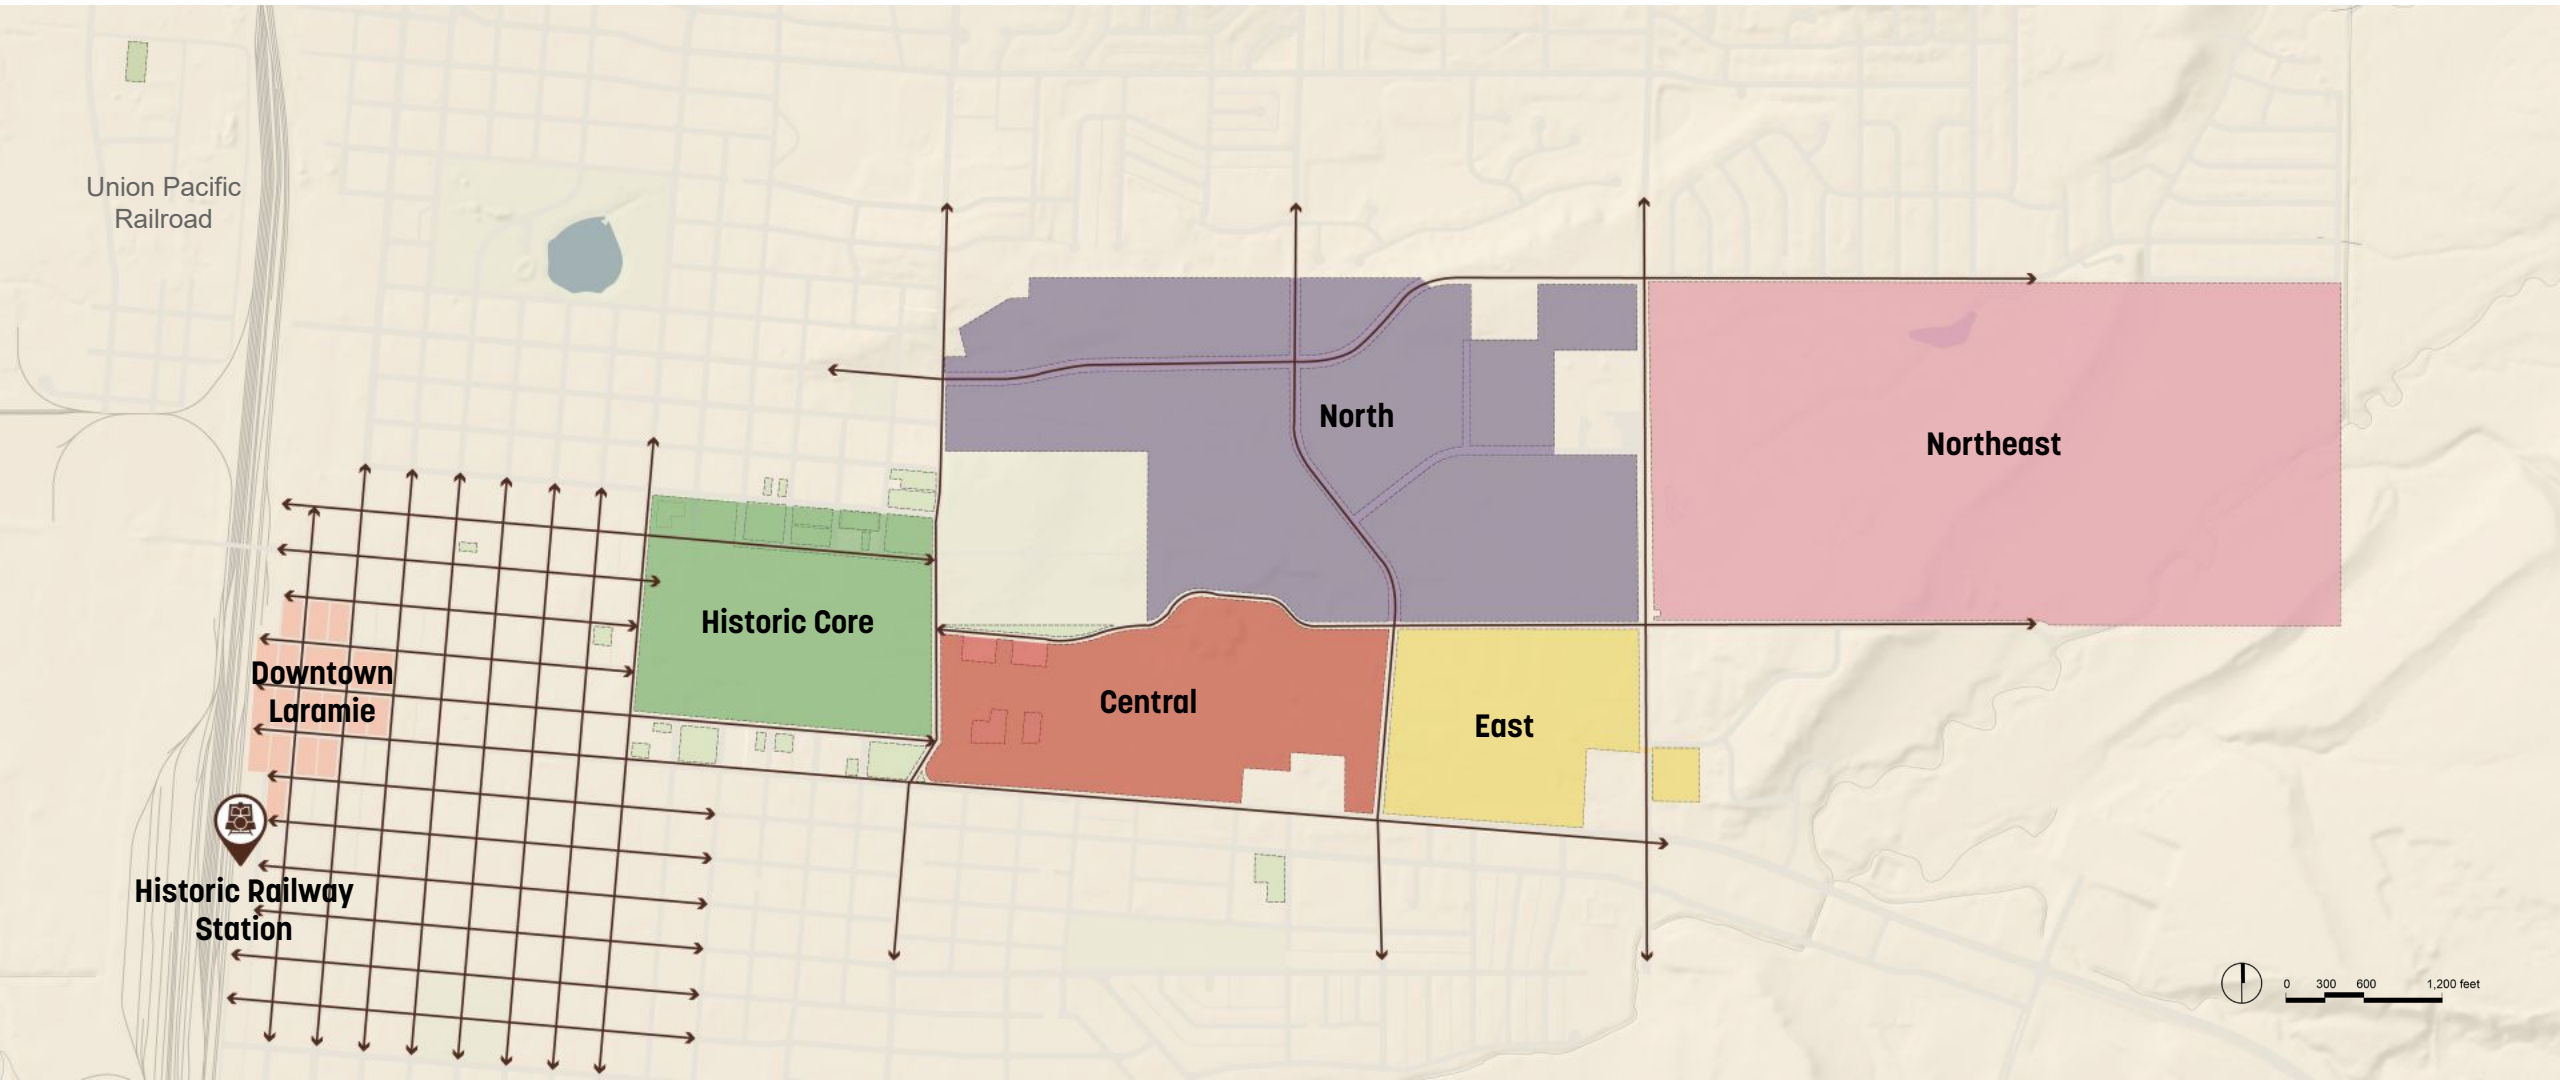 Union Pacific
Railroad
North
Northeast
Historic Core
Downtown
Laramie
Central
East
Historic Railway
Station
0 300 600 1,200 feet